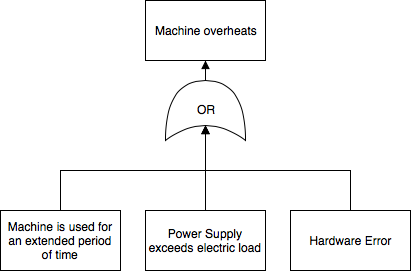 Machine overheats
OR
Machine is used for
an extended period
of time
Power Supply
exceeds electric load
Hardware Error